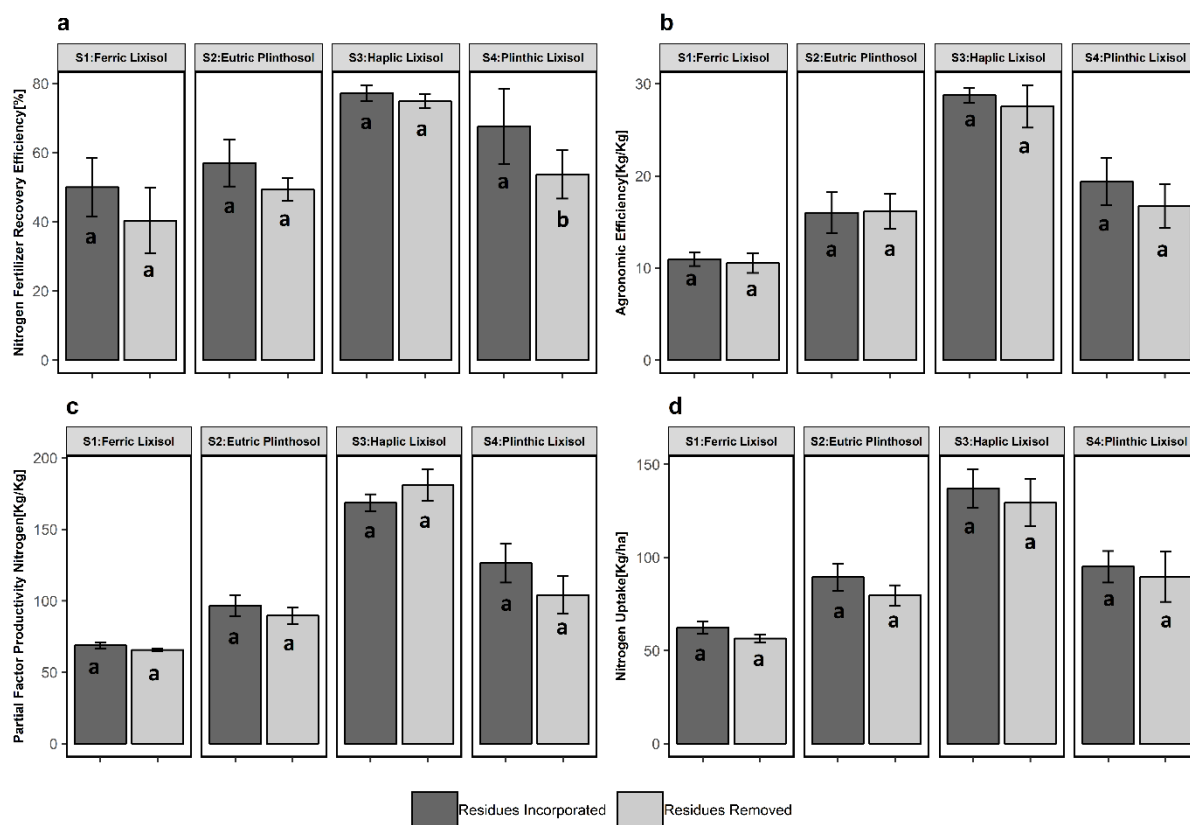 a
S1:Ferric Lixisol S2:Eutric Plinthosol S3:Haplic Lixisol S4:Plinthic Lixisol
Nitrogen Fertilizer Recovery Efficiency[%]
80
60
40
20
0
a a a a a a a b
b
S1:Ferric Lixisol S2:Eutric Plinthosol S3:Haplic Lixisol S4:Plinthic Lixisol
Agronomic Efficiency[Kg/Kg]
30
20
10
0
a a a a a a a a
c
S1:Ferric Lixisol S2:Eutric Plinthosol S3:Haplic Lixisol S4:Plinthic Lixisol
Partial Factor Productivity Nitrogen[Kg/Kg]
200
150
100
50
0
a a a a a a a a
d
S1:Ferric Lixisol S2:Eutric Plinthosol S3:Haplic Lixisol S4:Plinthic Lixisol
Nitrogen Uptake[Kg/ha]
150
100
50
0
a a a a a a a a
Residues Incorporated Residues Removed